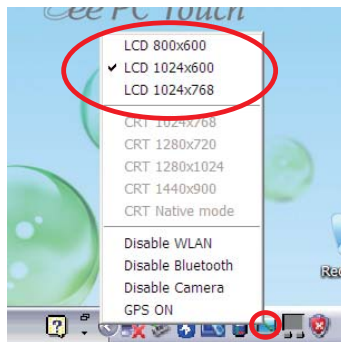 Eee PC Touch
LCD 800x600
LCD 1024x600
LCD 1024x768
CRT 1024x768
CRT 1280x720
CRT 1280x1024
CRT 1440x900
CRT Native mode
Disable WLAN
Disable Bluetooth
Disable Camera
GPS ON
Rec
?